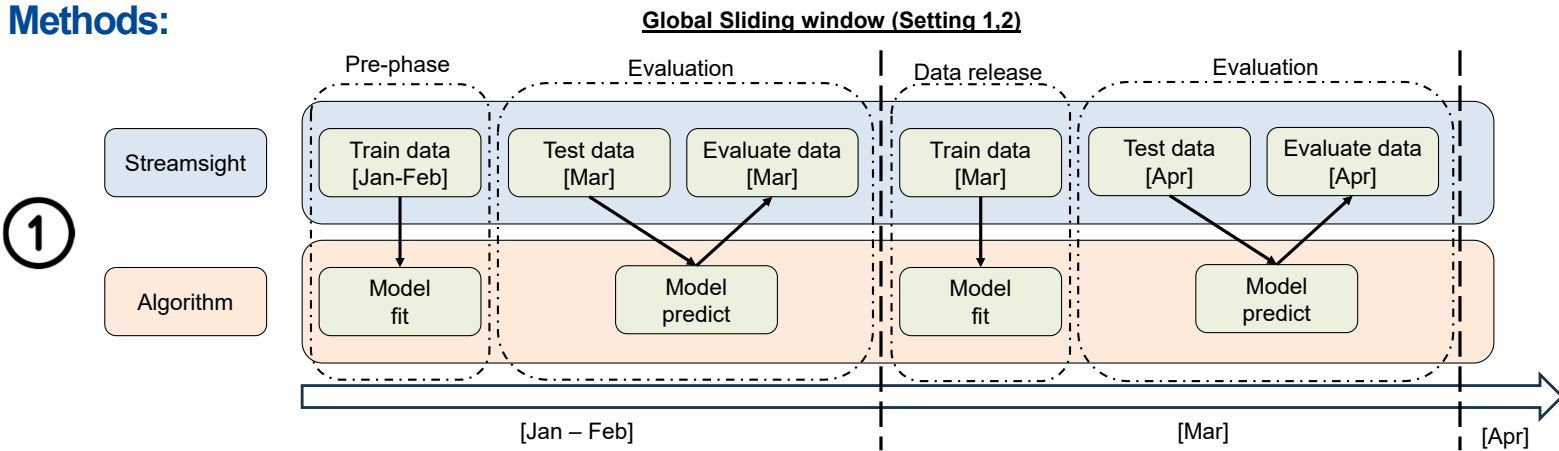 Methods:
Global Sliding window (Setting 1,2)
Pre-phase
Evaluation
Data release
Evaluation
Streamsight
Train data
[Jan-Feb]
Test data
[Mar]
Evaluate data
[Mar]
Train data
[Mar]
Test data
[Apr]
Evaluate data
[Apr]
1
Algorithm
Model
fit
Model
predict
Model
fit
Model
predict
[Jan – Feb]
[Mar]
[Apr]